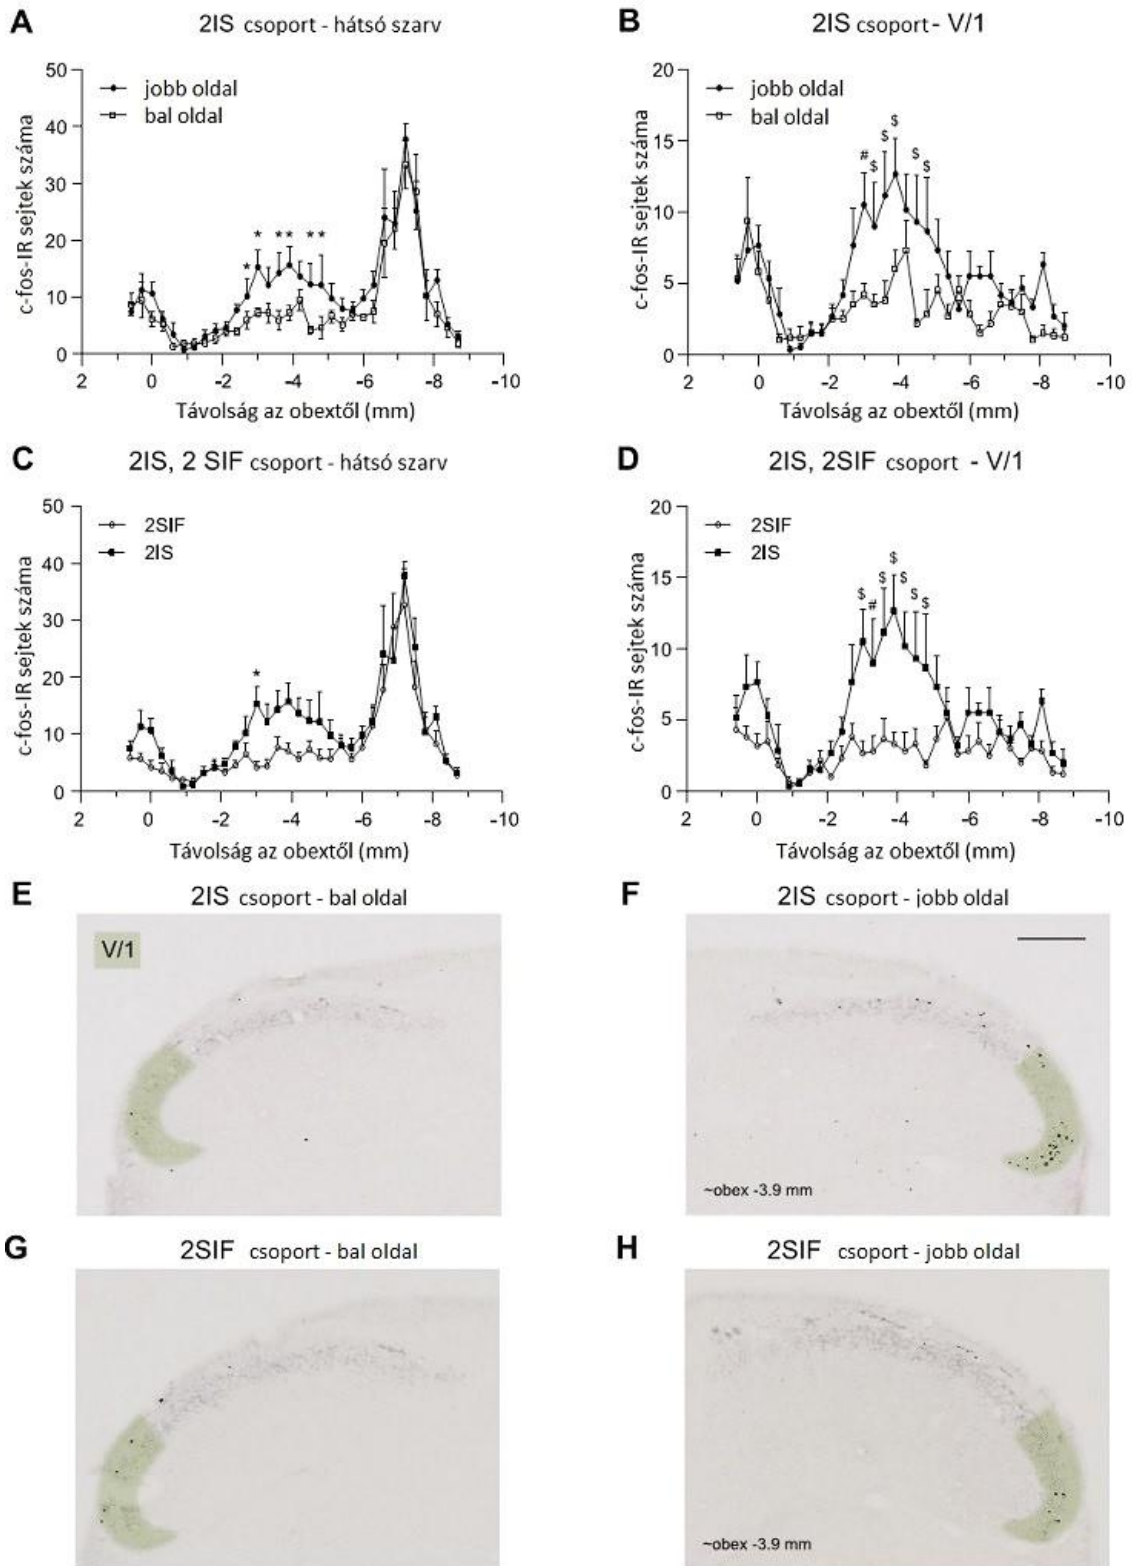 A
2IS csoport - hátsó szarv
c-fos-IR sejtek száma
50
40
30
20
10
0
jobb oldal
bal oldal
*
* ** **
2 0 -2 -4 -6 -8 -10
Távolság az obextől (mm)
B
2IS csoport - V/1
c-fos-IR sejtek száma
20
15
10
5
0
jobb oldal
bal oldal
# $ $ $ $ $
2 0 -2 -4 -6 -8 -10
Távolság az obextől (mm)
C
2IS, 2 SIF csoport - hátsó szarv
c-fos-IR sejtek száma
50
40
30
20
10
0
2SIF
2IS
*
2 0 -2 -4 -6 -8 -10
Távolság az obextől (mm)
D
2IS, 2SIF csoport - V/1
c-fos-IR sejtek száma
20
15
10
5
0
2SIF
2IS
$ # $ $ $ $ $
2 0 -2 -4 -6 -8 -10
Távolság az obextől (mm)
E
2IS csoport - bal oldal
V/1
F
2IS csoport - jobb oldal
~obex -3.9 mm
G
2SIF csoport - bal oldal
H
2SIF csoport - jobb oldal
~obex -3.9 mm